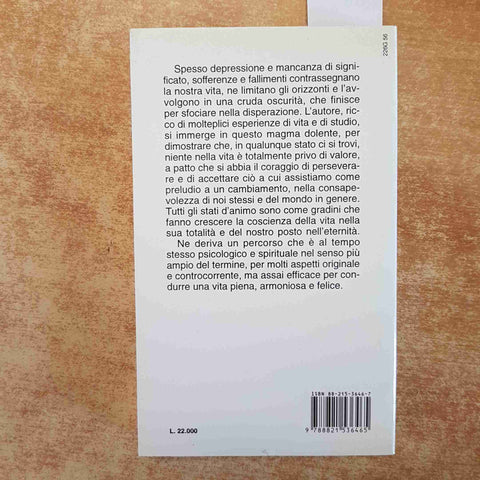 228G 56
Spesso depressione e mancanza di signi-
ficato, sofferenze e fallimenti contrassegnano
la nostra vita, ne limitano gli orizzonti e l'av-
volgono in una cruda oscurità, che finisce
per sfociare nella disperazione. L'autore, ric-
co di molteplici esperienze di vita e di studio,
si immerge in questo magma dolente, per
dimostrare che, in qualunque stato ci si trovi,
niente nella vita è totalmente privo di valore,
a patto che si abbia il coraggio di persevera-
re e di accettare ciò a cui assistiamo come
preludio a un cambiamento, nella consape-
volezza di noi stessi e del mondo in genere.
Tutti gli stati d'animo sono come gradini che
fanno crescere la coscienza della vita nella
sua totalità e del nostro posto nell'eternità.
Ne deriva un percorso che è al tempo
stesso psicologico e spirituale nel senso più
ampio del termine, per molti aspetti originale
e controcorrente, ma assai efficace per con-
durre una vita piena, armoniosa e felice.
ISBN 88-215-3646-7
9 788821 536465
L. 22.000